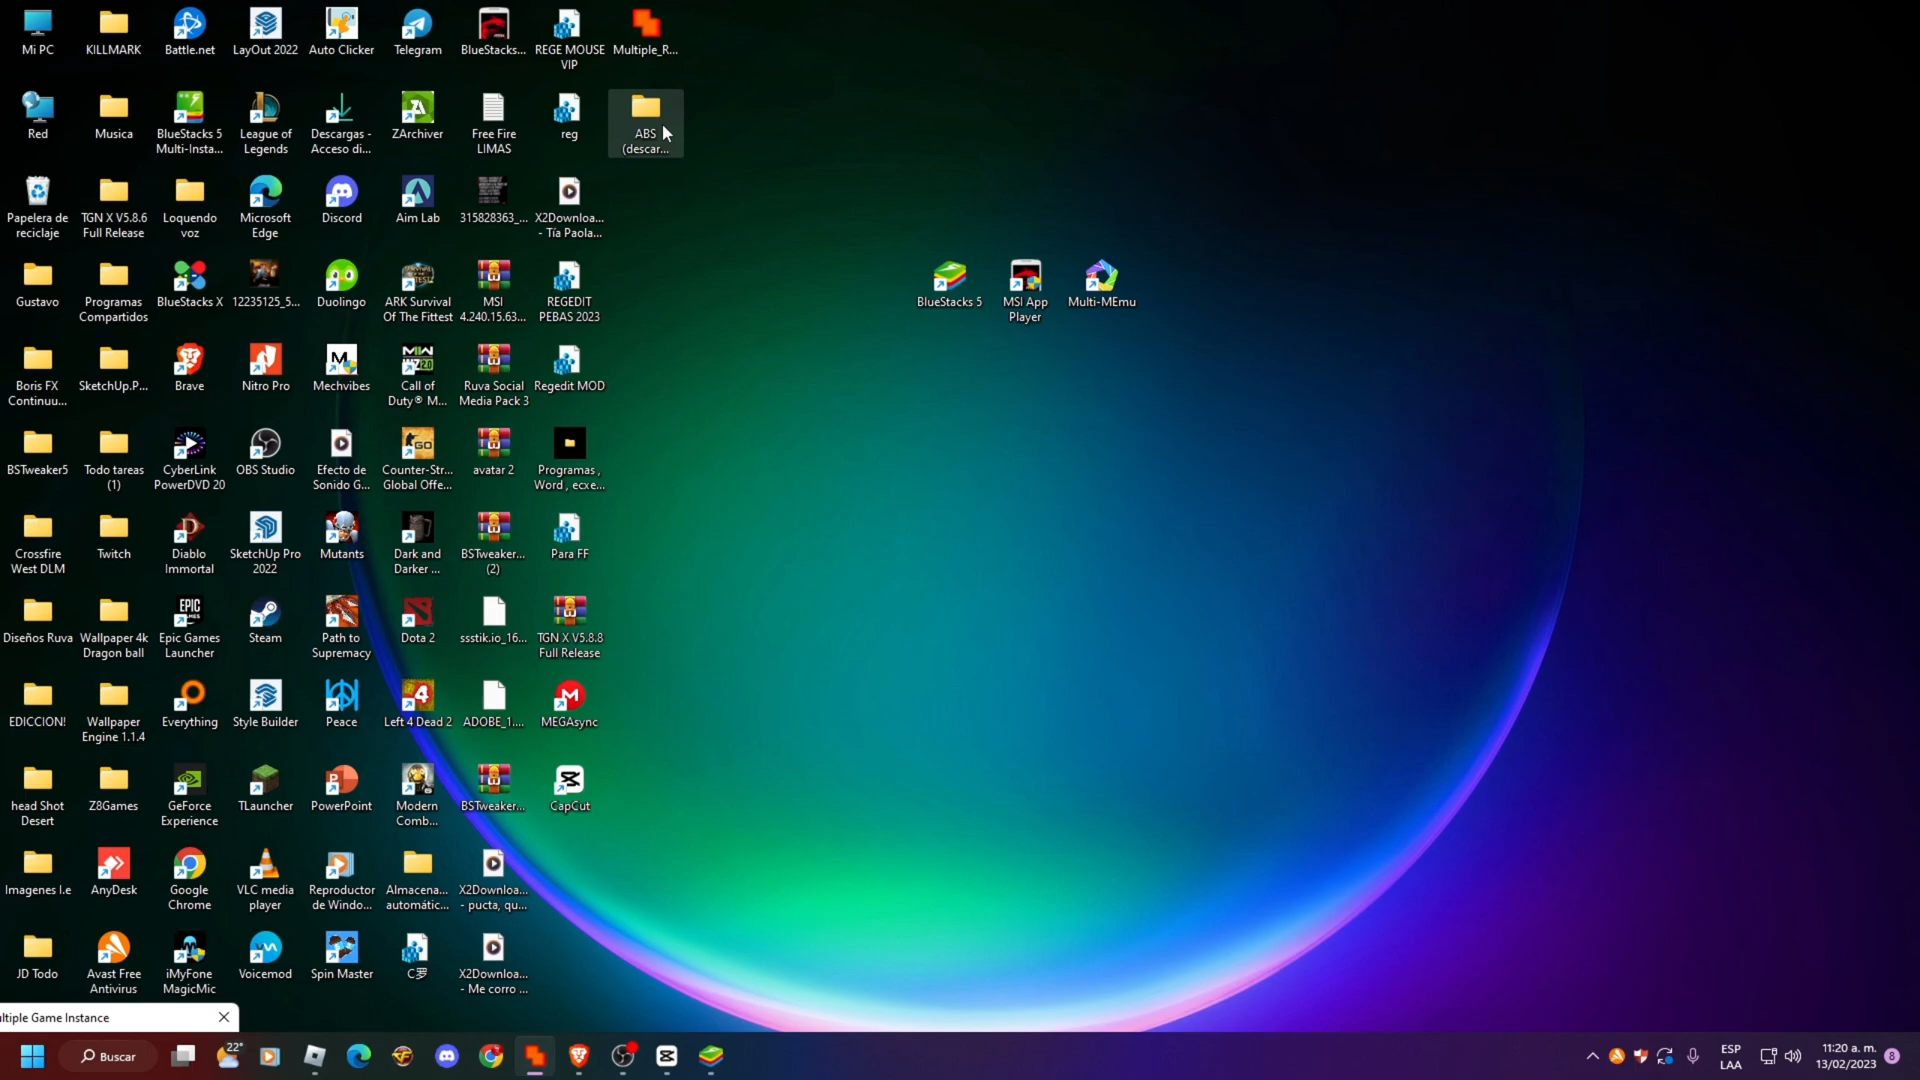 Mi PC
KILLMARK
Battle.net
LayOut 2022
Auto Clicker
Telegram
BlueStacks...
REGE MOUSE
VIP
Multiple_R...
Red
Musica
BlueStacks 5
Multi-Insta...
League of
Legends
Descargas -
Acceso di...
ZArchiver
Free Fire
LIMAS
reg
ABS
(descar...
Papelera de
reciclaje
TGN X V5.8.6
Full Release
Loquendo
voz
Microsoft
Edge
Discord
Aim Lab
315828363_...
X2Downloa...
- Tía Paola...
Gustavo
Programas
Compartidos
BlueStacks X
12235125_5...
Duolingo
ARK Survival
Of The Fittest
MSI
4.240.15.63...
REGEDIT
PEBAS 2023
BlueStacks 5
MSI App
Player
Multi-MEmu
Boris FX
Continuu...
SketchUp.P...
Brave
Nitro Pro
Mechvibes
Call of
Duty® M...
Ruva Social
Media Pack 3
Regedit MOD
BSTweaker5
Todo tareas
(1)
CyberLink
PowerDVD 20
OBS Studio
Efecto de
Sonido G...
Counter-Str...
Global Offe...
avatar 2
Programas ,
Word , ecxe...
Crossfire
West DLM
Twitch
Diablo
Immortal
SketchUp Pro
2022
Mutants
Dark and
Darker ...
BSTweaker...
(2)
Para FF
Diseños Ruva
Wallpaper 4k
Dragon ball
Epic Games
Launcher
Steam
Path to
Supremacy
Dota 2
ssstik.io_16...
TGN X V5.8.8
Full Release
EDICCION!
Wallpaper
Engine 1.1.4
Everything
Style Builder
Peace
Left 4 Dead 2
ADOBE_1....
MEGAsync
head Shot
Desert
Z8Games
GeForce
Experience
TLauncher
PowerPoint
Modern
Comb...
BSTweaker...
CapCut
Imagenes I.e
AnyDesk
Google
Chrome
VLC media
player
Reproductor
de Windo...
Almacena...
automátic...
X2Downloa...
- pucta, qu...
JD Todo
Avast Free
Antivirus
iMyFone
MagicMic
Voicemod
Spin Master
C罗
X2Downloa...
- Me corro ...
ultiple Game Instance
Buscar
22°
ESP
LAA
11:20 a. m.
13/02/2023
8